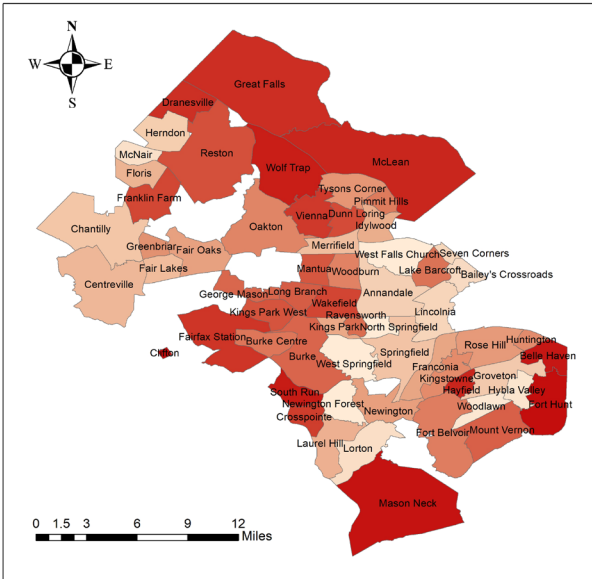 N
W E
S
Great Falls
Dranesville
Herndon
McNair
Reston
Wolf Trap
McLean
Floris
Tysons Corner
Franklin Farm
Pimmit Hills
Vienna
Dunn Loring
Idylwood
Oakton
Chantilly
Greenbriar
Fair Oaks
Merrifield
West Falls Church
Seven Corners
Fair Lakes
Mantua
Woodburn
Lake Barcroft
Bailey's Crossroads
Centreville
George Mason
Long Branch
Annandale
Wakefield
Kings Park West
Ravensworth
Lincolnia
Kings Park
North Springfield
Fairfax Station
Burke Centre
Rose Hill
Huntington
Clifton
Burke
Springfield
Belle Haven
West Springfield
Franconia
Kingstowne
Groveton
South Run
Hayfield
Hybla Valley
Newington Forest
Newington
Woodlawn
Fort Hunt
Crosspointe
Fort Belvoir
Mount Vernon
Laurel Hill
Lorton
Mason Neck
0 1.5 3 6 9 12
Miles